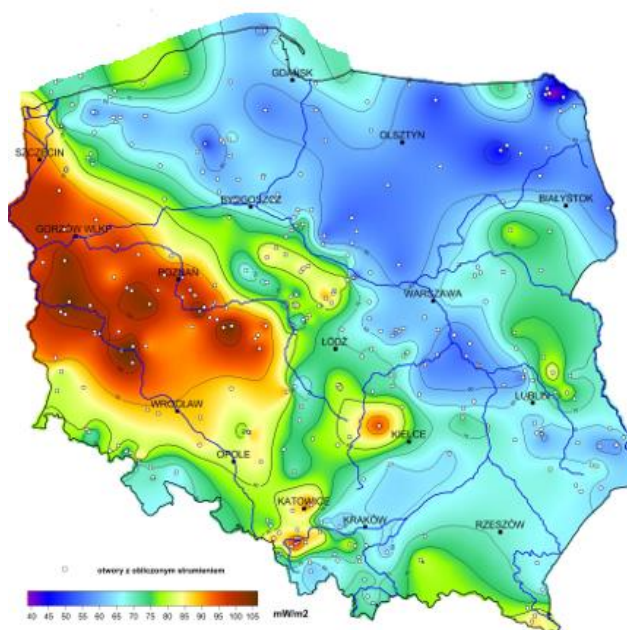 GDAŃSK
OLSZTYN
SZCZECIN
BYDGOSZCZ
BIAŁYSTOK
GORZÓW WLKP
POZNAŃ
WARSZAWA
ŁÓDŹ
LUBLIN
WROCŁAW
KIELCE
OPOLE
KATOWICE
KRAKÓW
RZESZÓW
otwory z obliczonym strumieniem
40 45 50 55 60 65 70 75 80 85 90 95 100 105 mW/m2